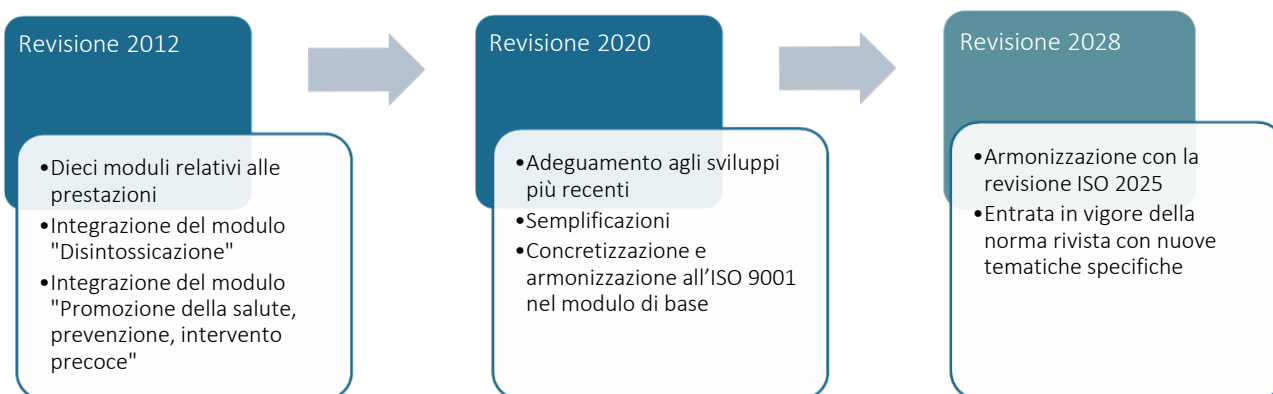 Revisione 2012
•Dieci moduli relativi alle
prestazioni
•Integrazione del modulo
"Disintossicazione"
•Integrazione del modulo
"Promozione della salute,
prevenzione, intervento
precoce"
Revisione 2020
•Adeguamento agli sviluppi
più recenti
•Semplificazioni
•Concretizzazione e
armonizzazione all’ISO 9001
nel modulo di base
Revisione 2028
•Armonizzazione con la
revisione ISO 2025
•Entrata in vigore della
norma rivista con nuove
tematiche specifiche